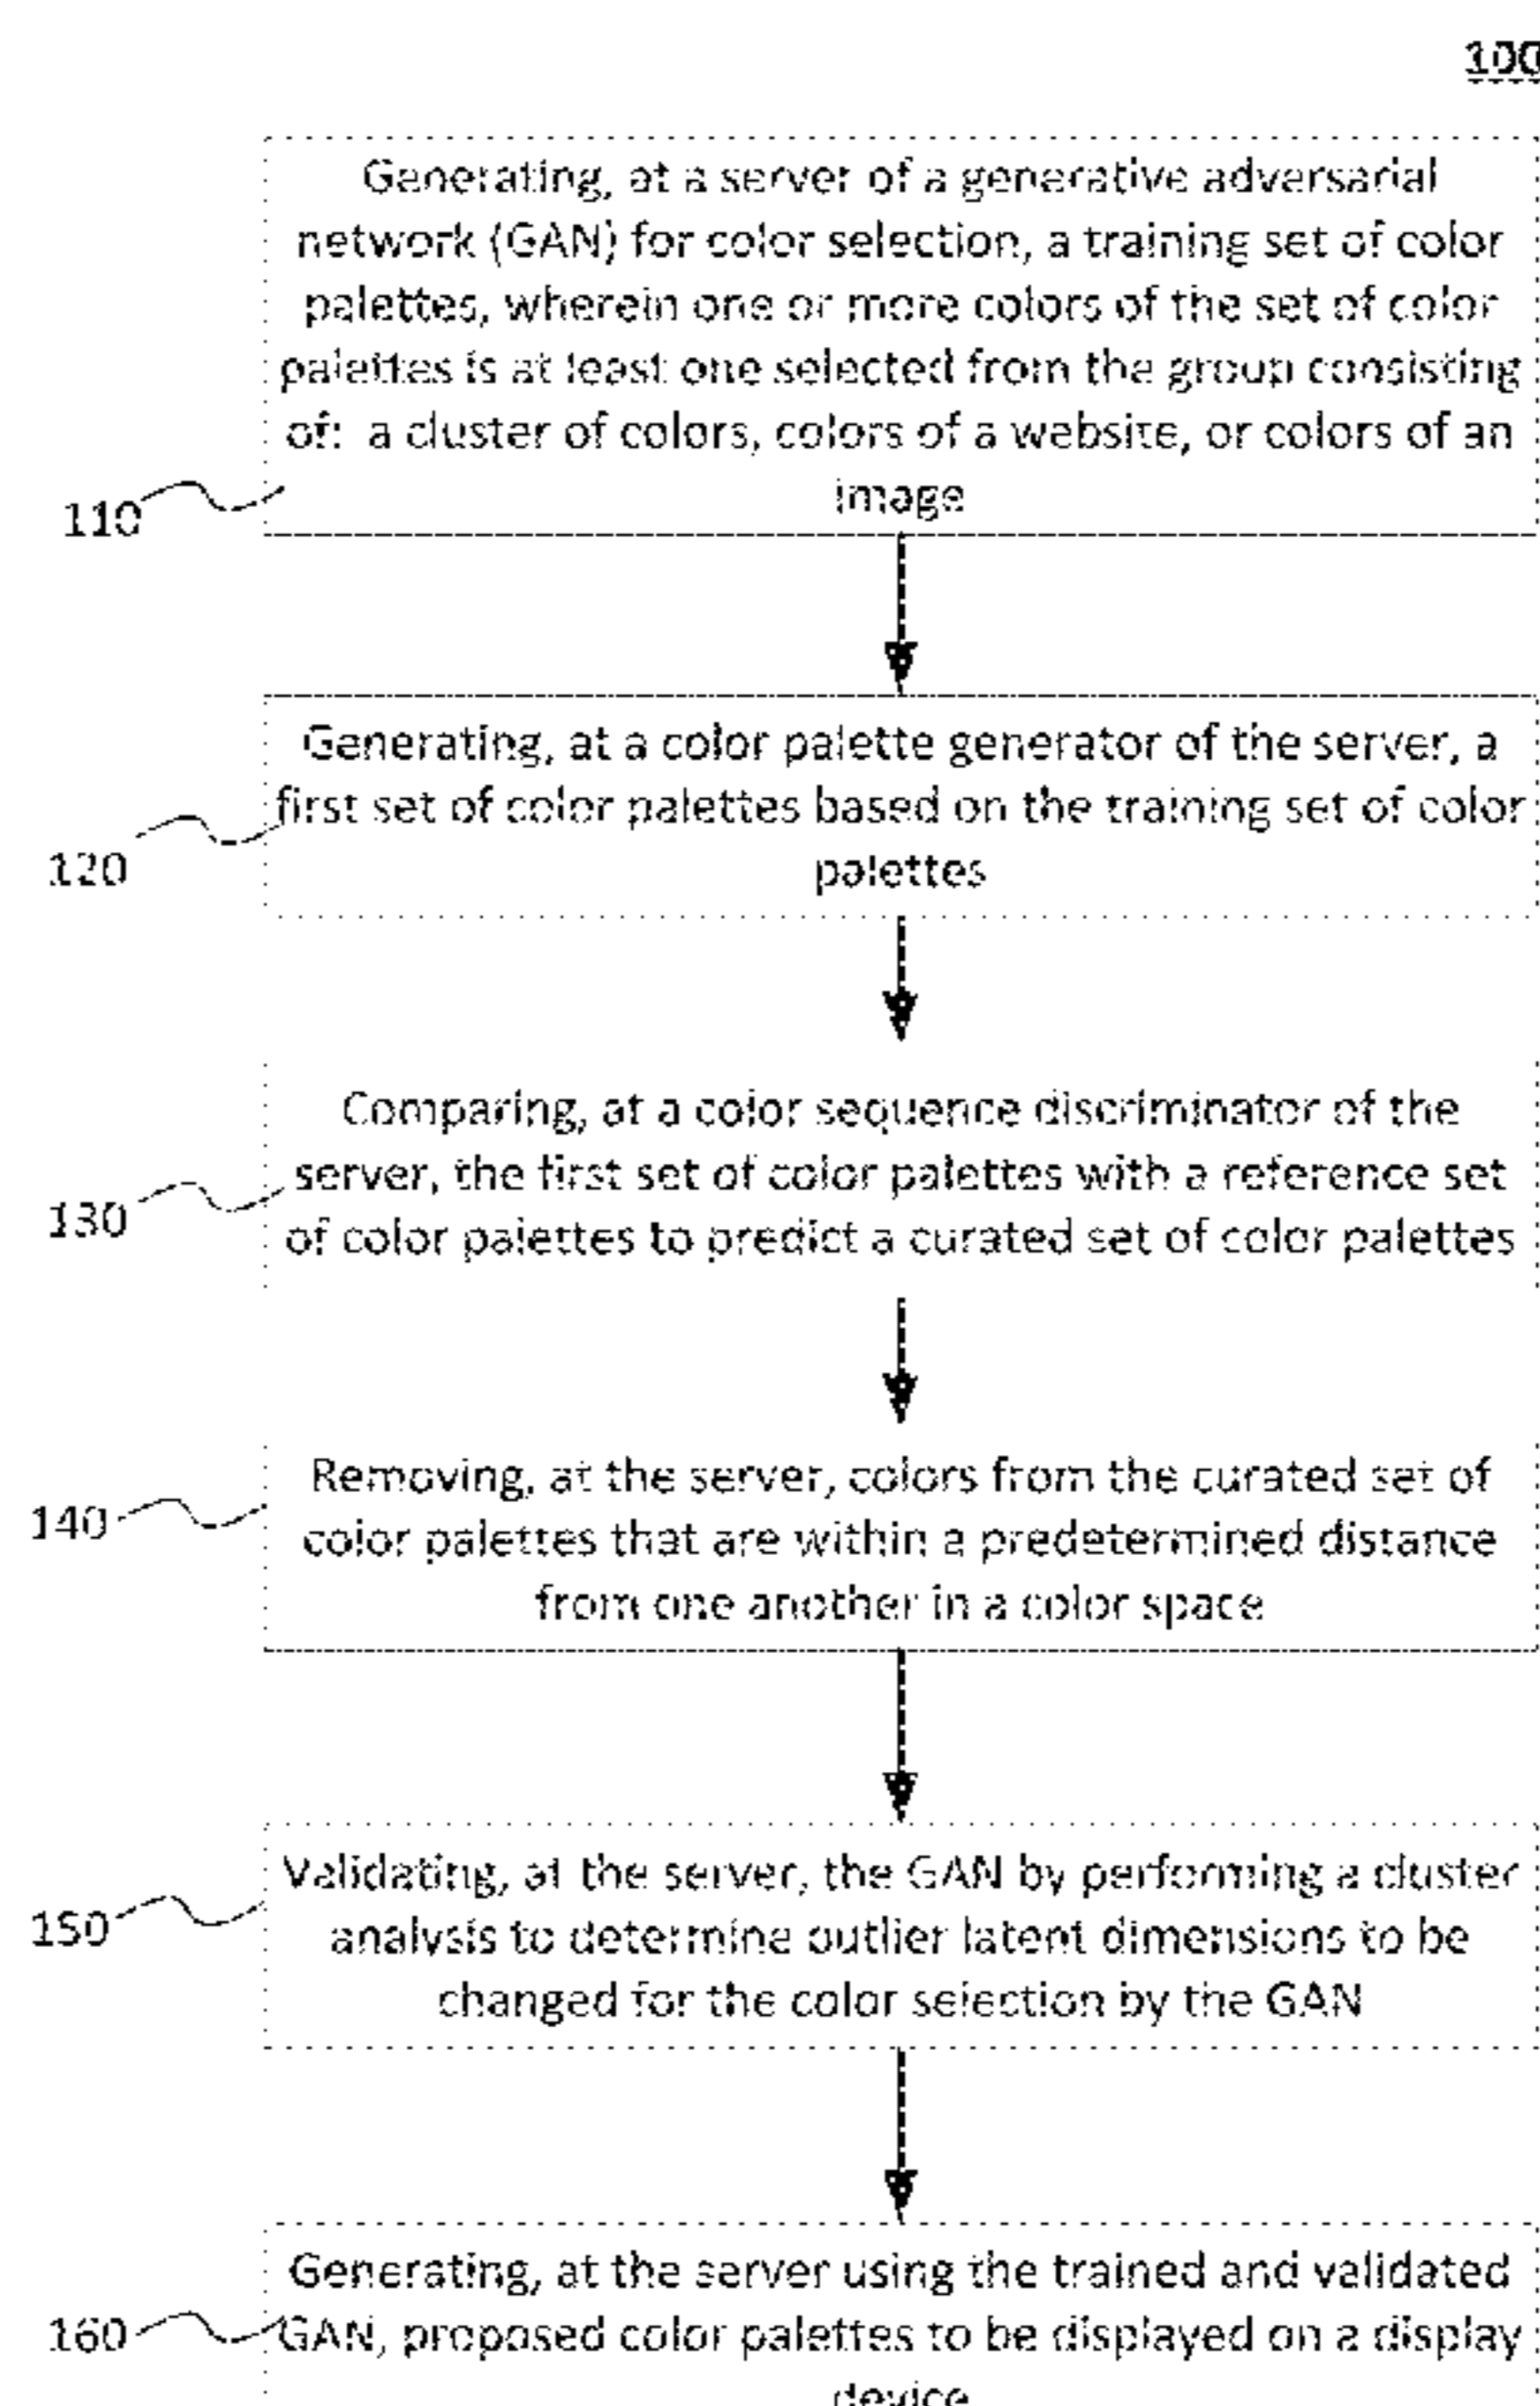 100
Generating, at a server of a generative adversarial
network (GAN) for color selection, a training set of color
palettes, wherein one or more colors of the set of color
palettes is at least one selected from the group consisting
of: a cluster of colors, colors of a website, or colors of an
image
110
Generating, at a color palette generator of the server, a
first set of color palettes based on the training set of color
palettes
120
Comparing, at a color sequence discriminator of the
server, the first set of color palettes with a reference set
of color palettes to predict a curated set of color palettes
130
Removing, at the server, colors from the curated set of
color palettes that are within a predetermined distance
from one another in a color space
140
Validating, at the server, the GAN by performing a cluster
analysis to determine outlier latent dimensions to be
changed for the color selection by the GAN
150
Generating, at the server using the trained and validated
GAN, proposed color palettes to be displayed on a display
device
160